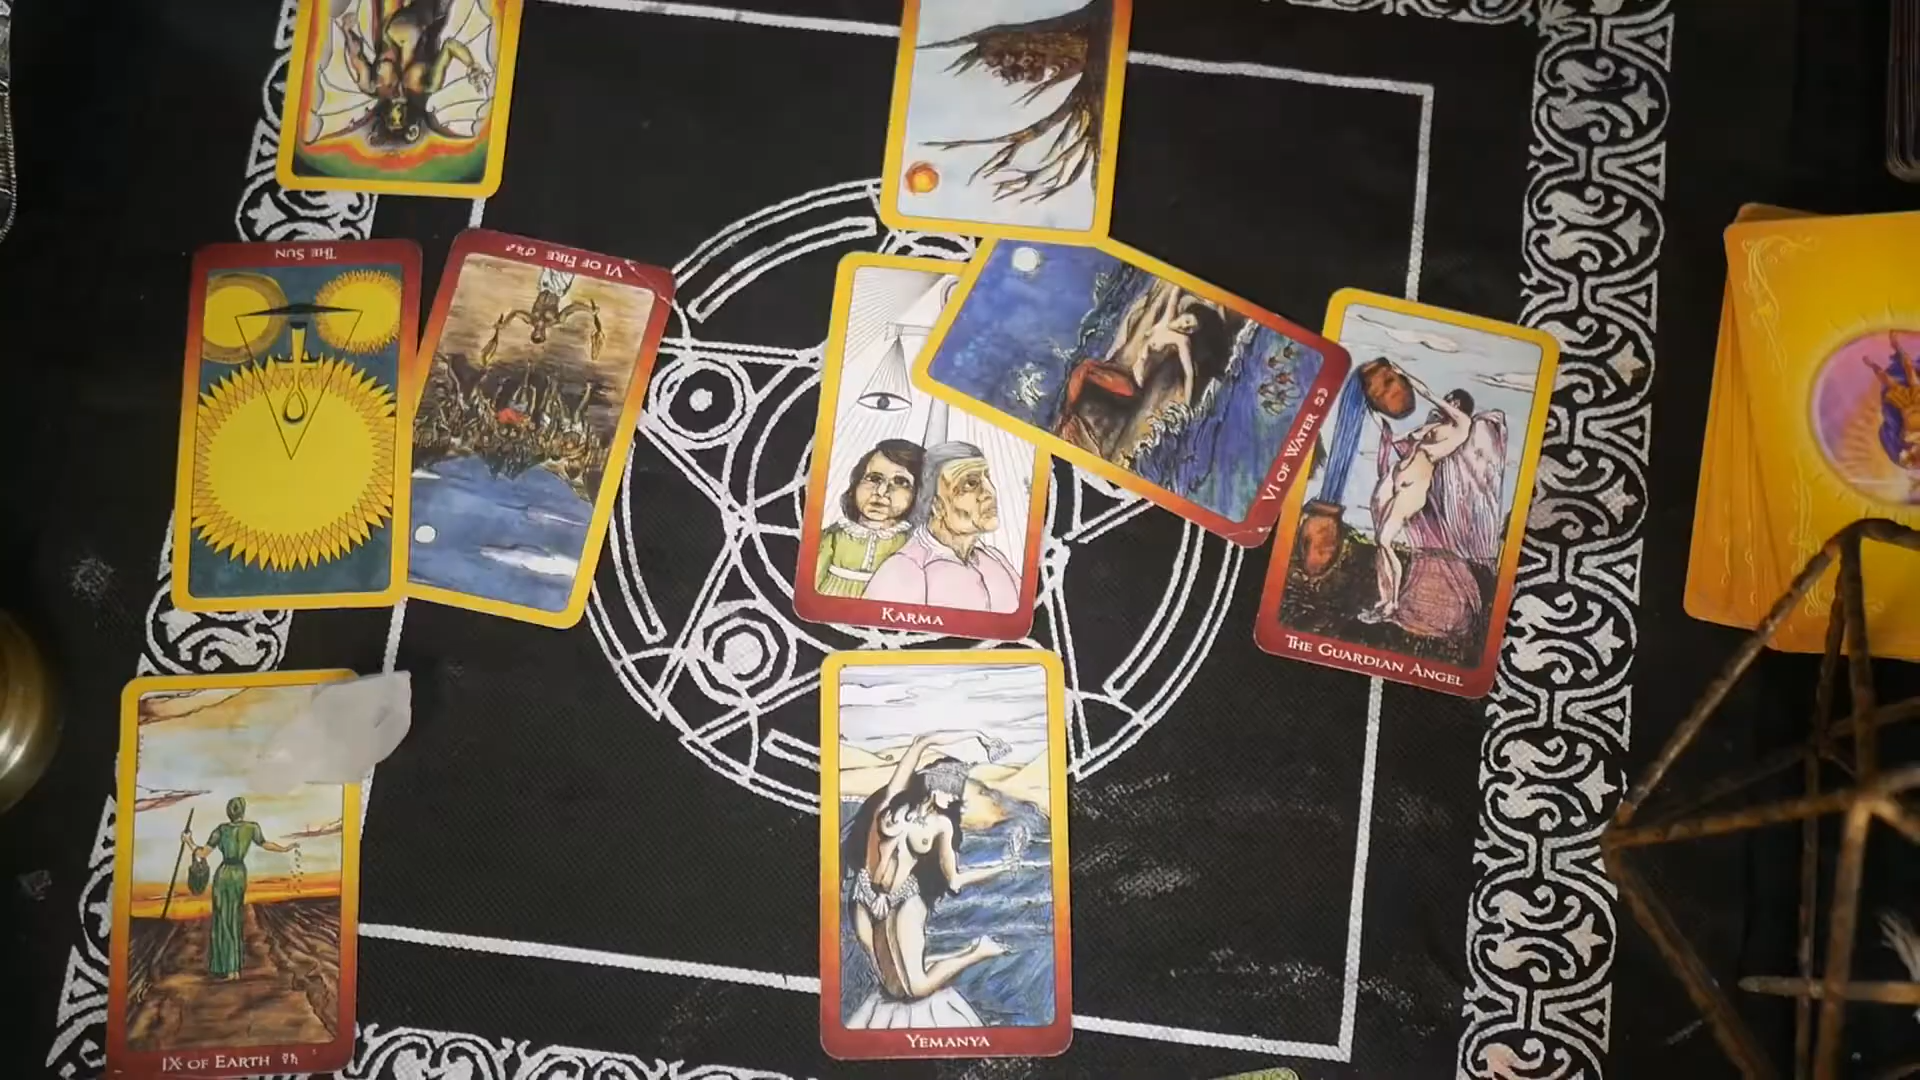 THE SUN
VI OF FIRE
VI OF WATER
KARMA
THE GUARDIAN ANGEL
YEMANYA
IX OF EARTH